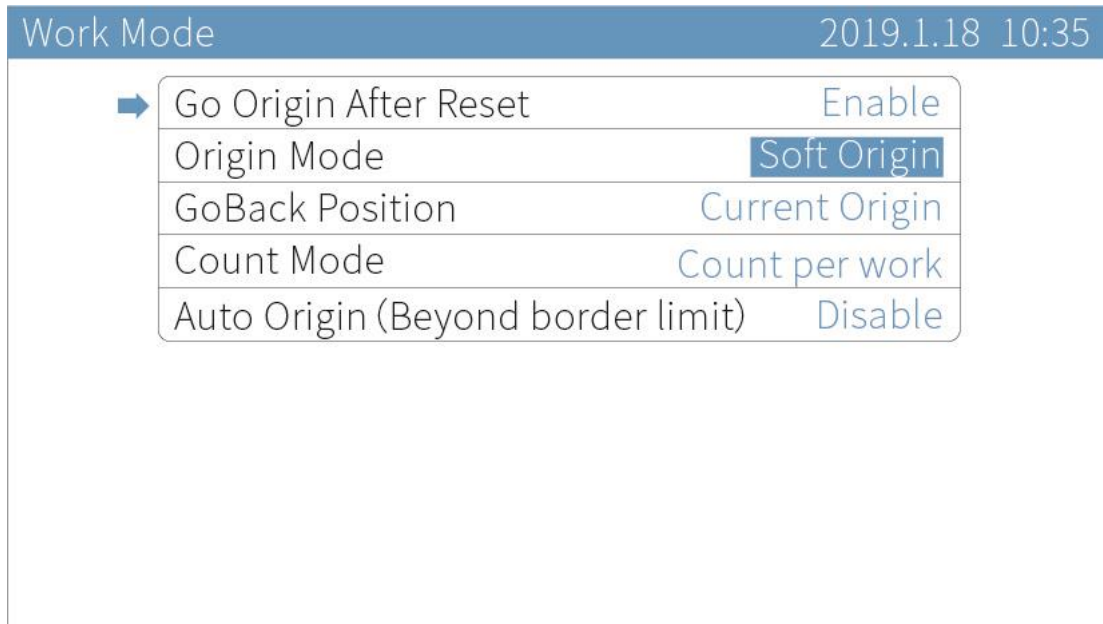 Work Mode 2019.1.18 10:35
Go Origin After Reset Enable
Origin Mode Soft Origin
GoBack Position Current Origin
Count Mode Count per work
Auto Origin (Beyond border limit) Disable